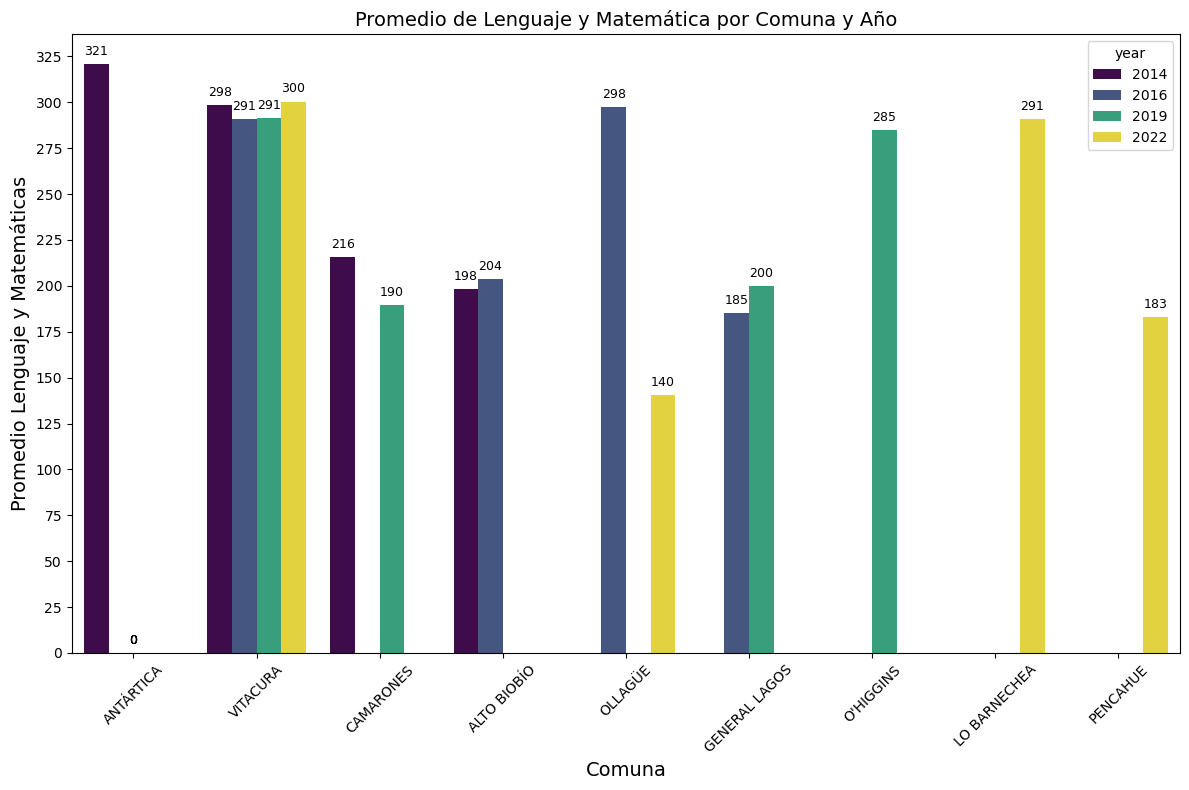 Promedio de Lenguaje y Matemática por Comuna y Año
Promedio Lenguaje y Matemáticas
325
300
275
250
225
200
175
150
125
100
75
50
25
0
321
0
298
291
291
300
216
190
198
204
298
140
185
200
285
291
183
year
2014
2016
2019
2022
ANTÁRTICA
VITACURA
CAMARONES
ALTO BIOBÍO
OLLAGÜE
GENERAL LAGOS
O'HIGGINS
LO BARNECHEA
PENCAHUE
Comuna